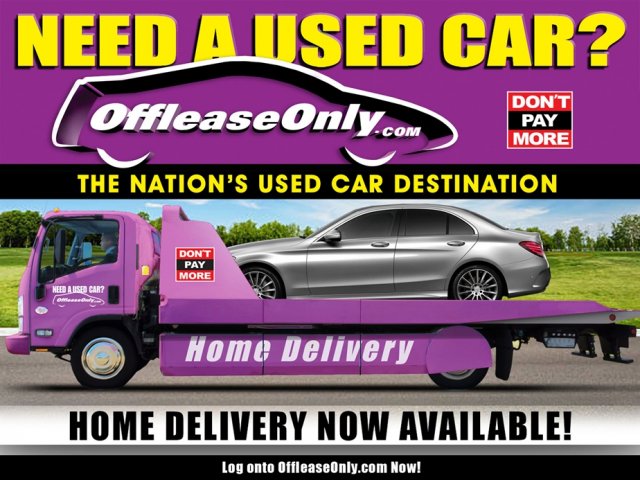 NEED A USED CAR?
OffleaseOnly.COM
DON'T
PAY
MORE
THE NATION'S USED CAR DESTINATION
DON'T
PAY
MORE
NEED A USED CAR?
OffleaseOnly.com
Home Delivery
HOME DELIVERY NOW AVAILABLE!
Log onto OffleaseOnly.com Now!